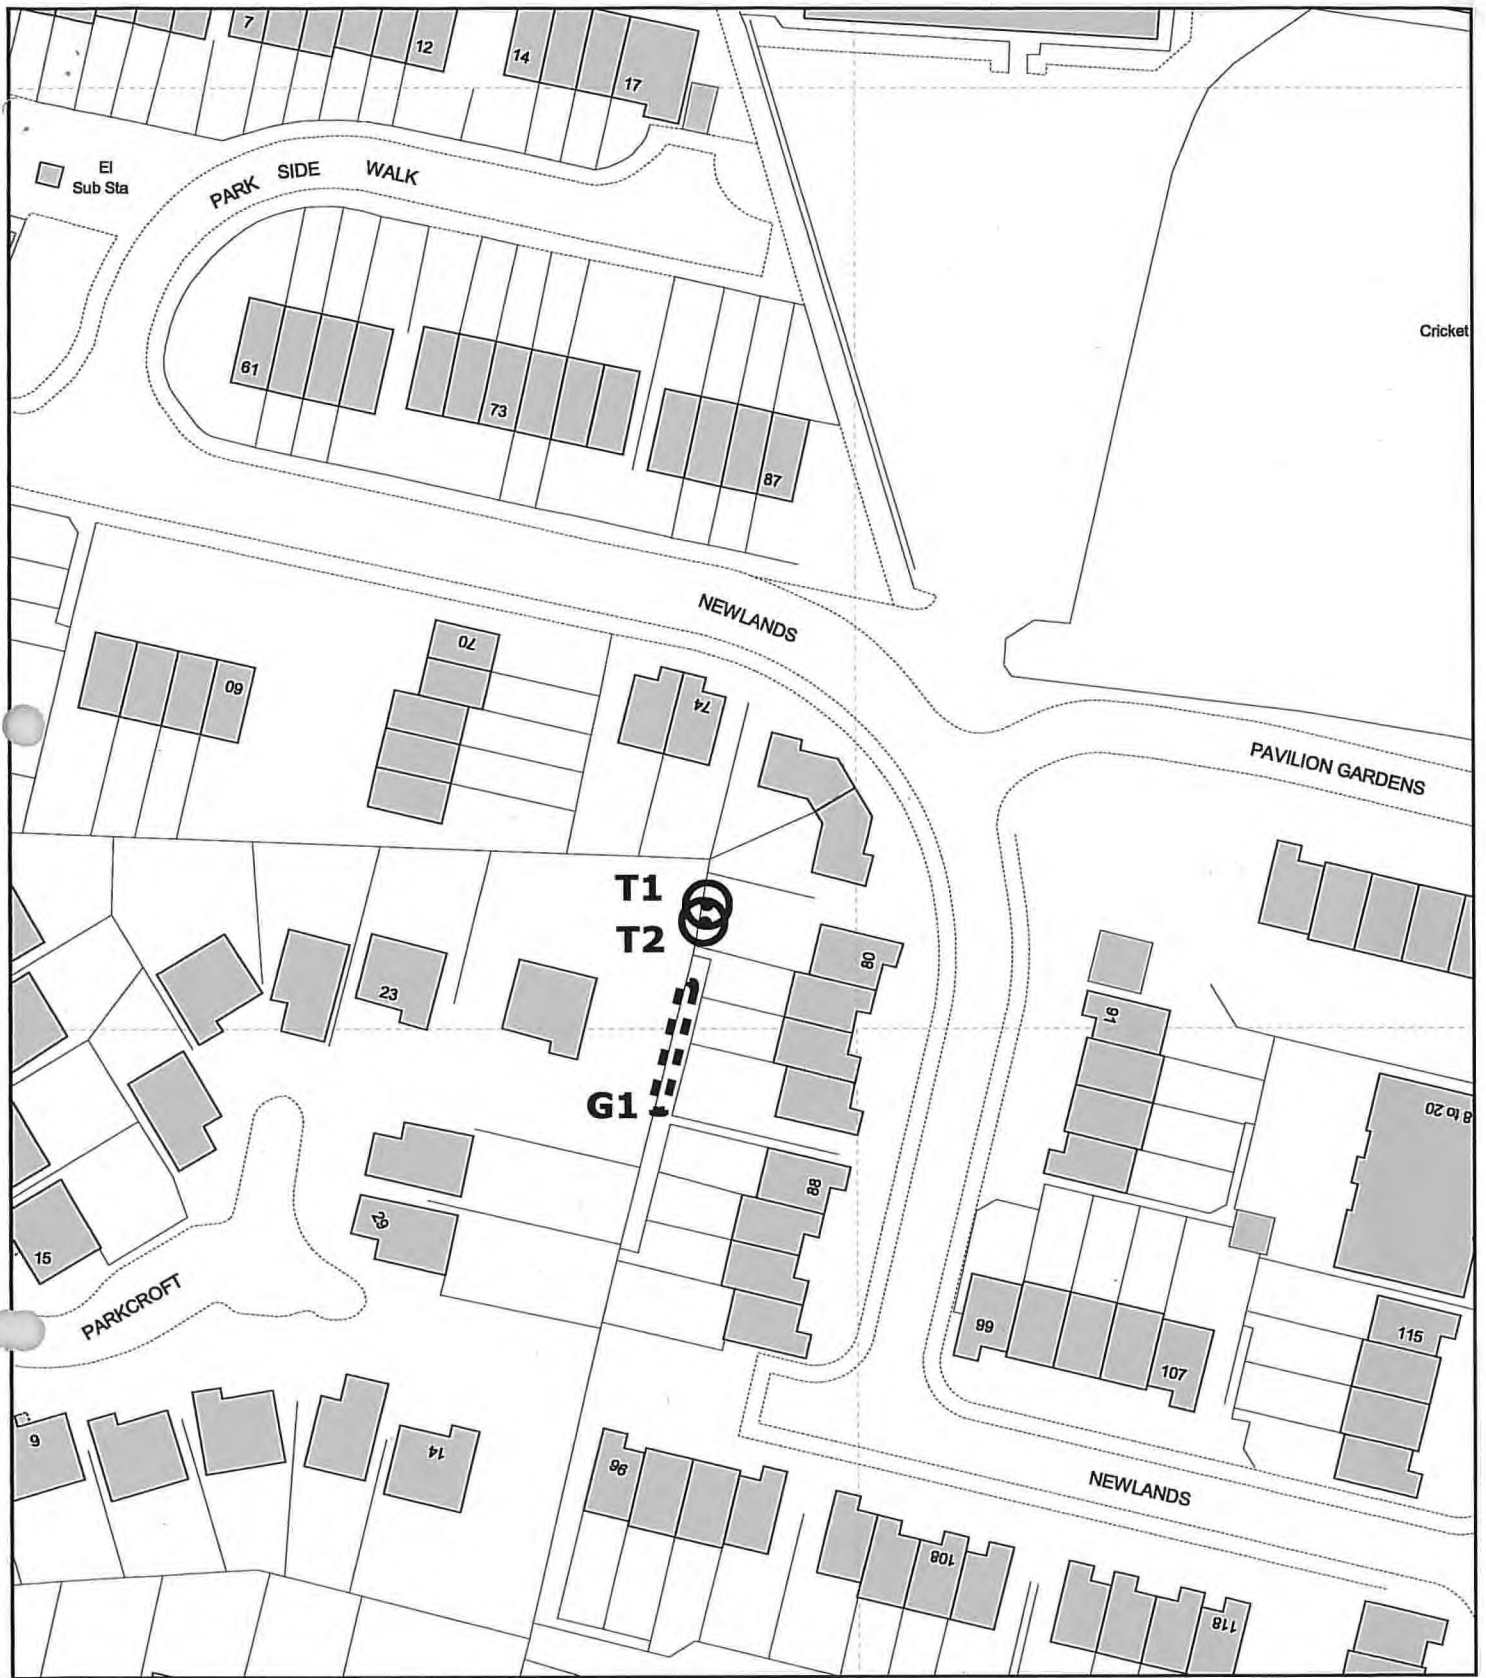 7
12
14
17
El
Sub Sta
PARK SIDE WALK
61
73
87
Cricket
NEWLANDS
70
60
74
PAVILION GARDENS
T1
T2
80
23
91
G1
8 to 20
88
29
15
PARKCROFT
99
107
115
9
14
96
NEWLANDS
108
118